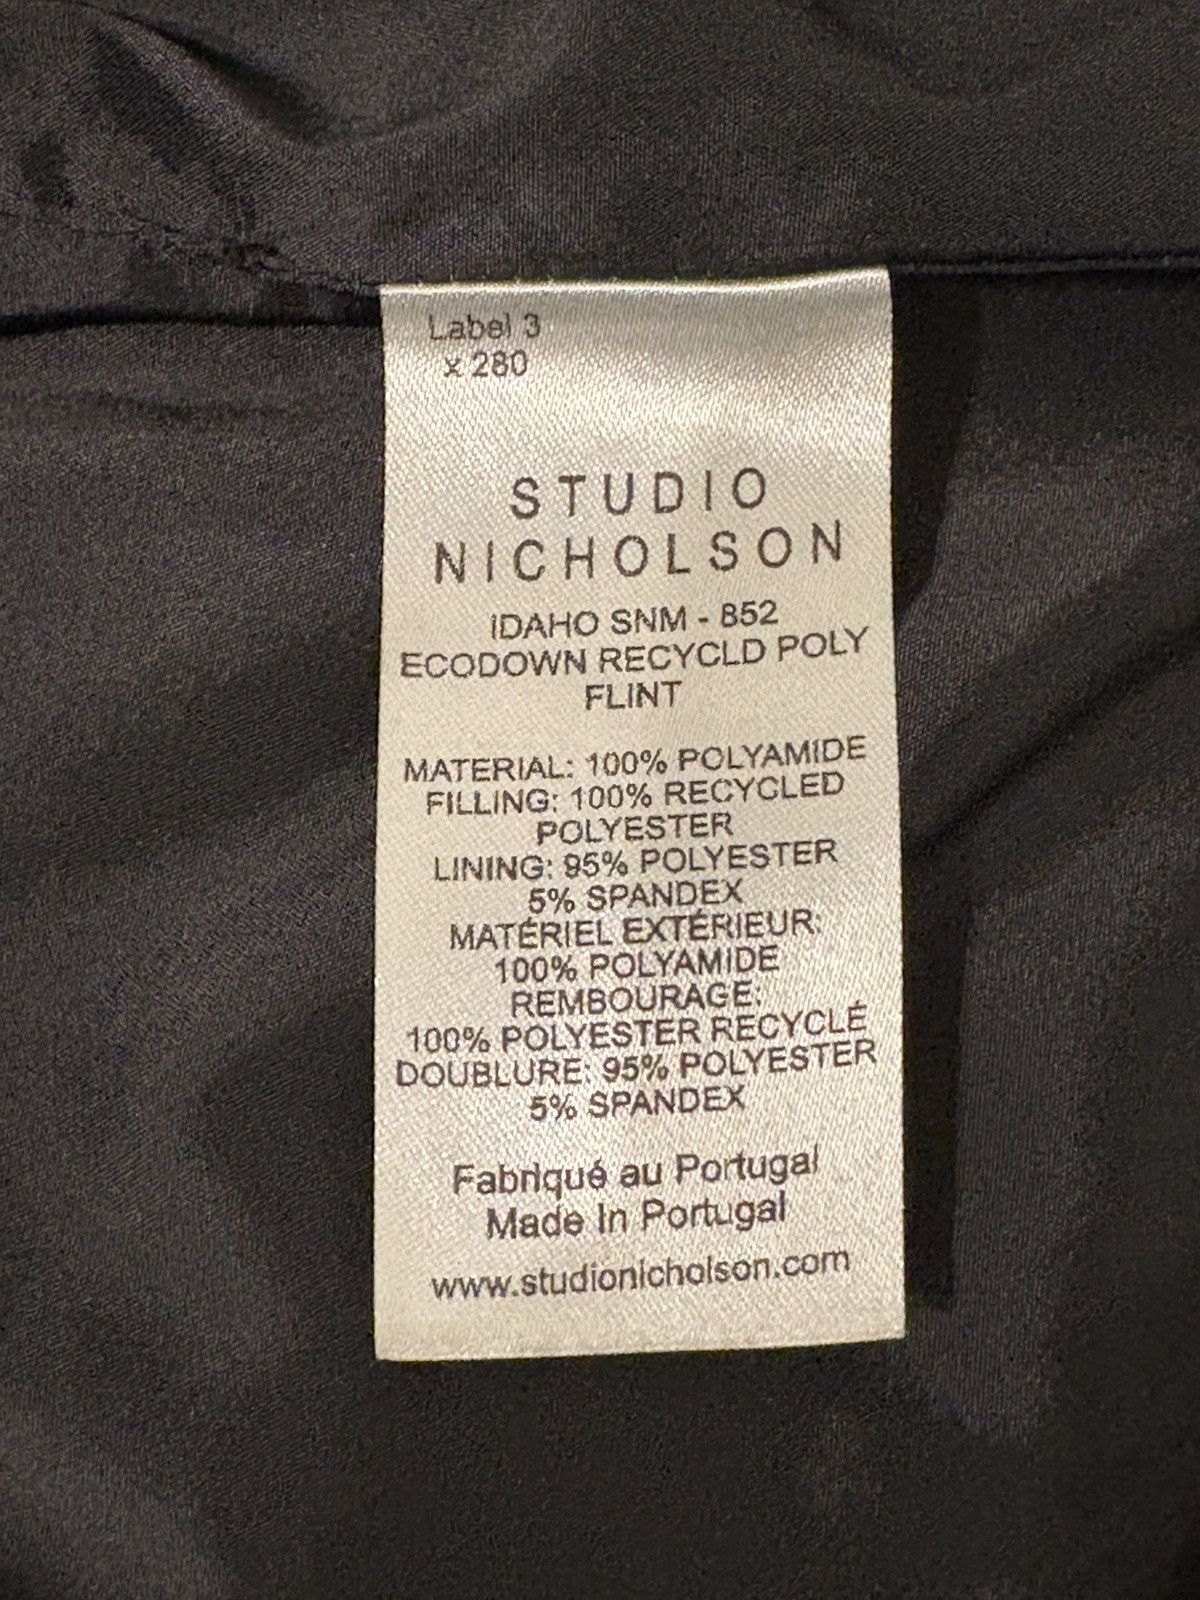 Label 3
x 280
STUDIO
NICHOLSON
IDAHO SNM - 852
ECODOWN RECYCLD POLY
FLINT
MATERIAL: 100% POLYAMIDE
FILLING: 100% RECYCLED
POLYESTER
LINING: 95% POLYESTER
5% SPANDEX
MATÉRIEL EXTÉRIEUR:
100% POLYAMIDE
REMBOURAGE:
100% POLYESTER RECYCLÉ
DOUBLURE: 95% POLYESTER
5% SPANDEX
Fabriqué au Portugal
Made In Portugal
www.studionicholson.com